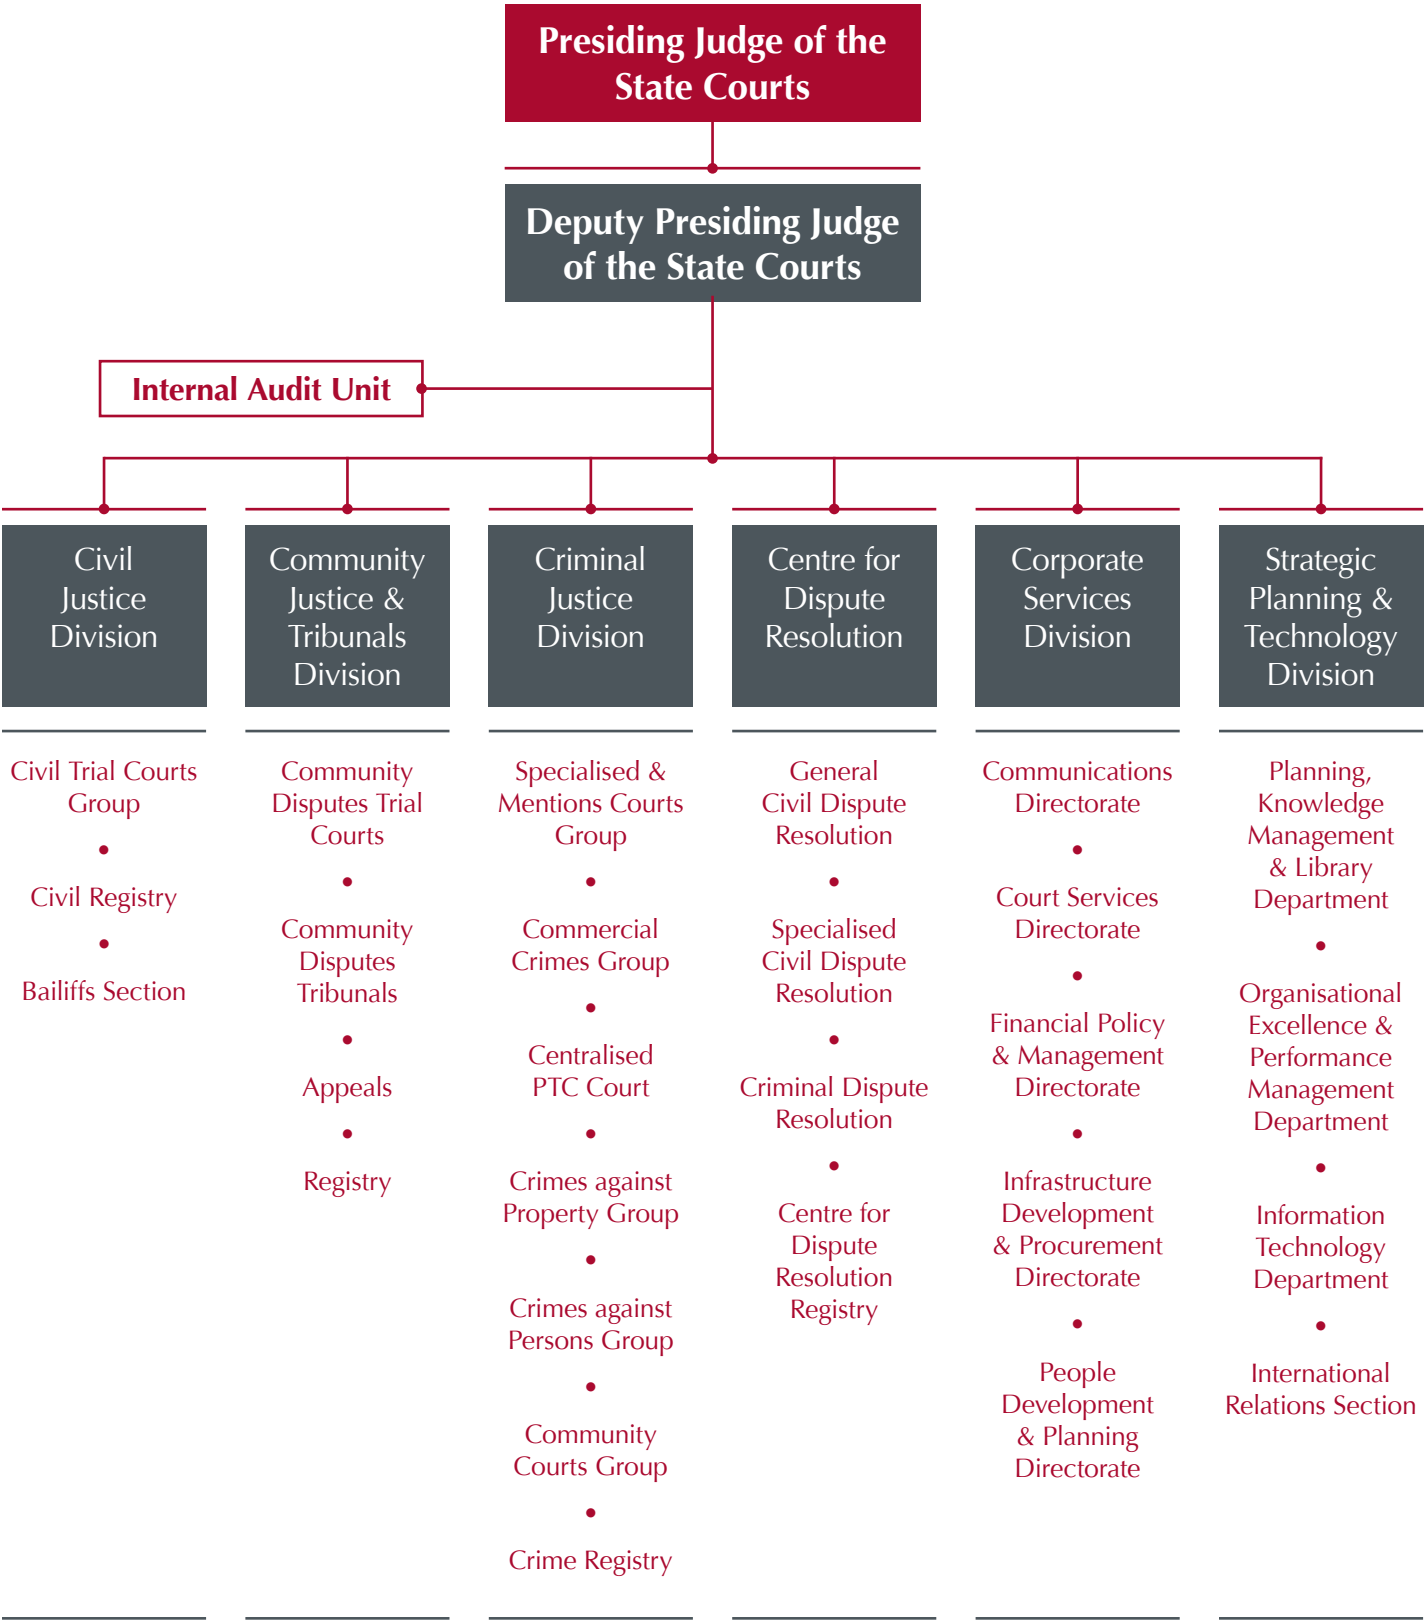 Presiding Judge of the
State Courts
Deputy Presiding Judge
of the State Courts
Internal Audit Unit
Civil
Justice
Division
Civil Trial Courts
Group
•
Civil Registry
•
Bailiffs Section
Community
Justice &
Tribunals
Division
Community
Disputes Trial
Courts
•
Community
Disputes
Tribunals
•
Appeals
•
Registry
Criminal
Justice
Division
Specialised &
Mentions Courts
Group
•
Commercial
Crimes Group
•
Centralised
PTC Court
•
Crimes against
Property Group
•
Crimes against
Persons Group
•
Community
Courts Group
•
Crime Registry
Centre for
Dispute
Resolution
General
Civil Dispute
Resolution
•
Specialised
Civil Dispute
Resolution
•
Criminal Dispute
Resolution
•
Centre for
Dispute
Resolution
Registry
Corporate
Services
Division
Communications
Directorate
•
Court Services
Directorate
•
Financial Policy
& Management
Directorate
•
Infrastructure
Development
& Procurement
Directorate
•
People
Development
& Planning
Directorate
Strategic
Planning &
Technology
Division
Planning,
Knowledge
Management
& Library
Department
•
Organisational
Excellence &
Performance
Management
Department
•
Information
Technology
Department
•
International
Relations Section